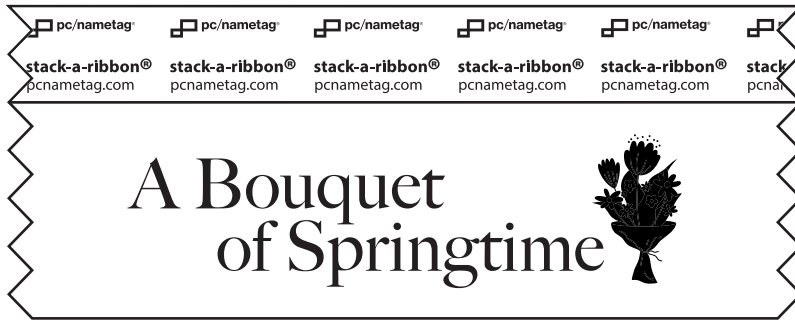 pc/nametag® pc/nametag® pc/nametag® pc/nametag® pc/nametag®
stack-a-ribbon® stack-a-ribbon® stack-a-ribbon® stack-a-ribbon® stack-a-ribbon® stack
pcnametag.com pcnametag.com pcnametag.com pcnametag.com pcnametag.com
A Bouquet
of Springtime